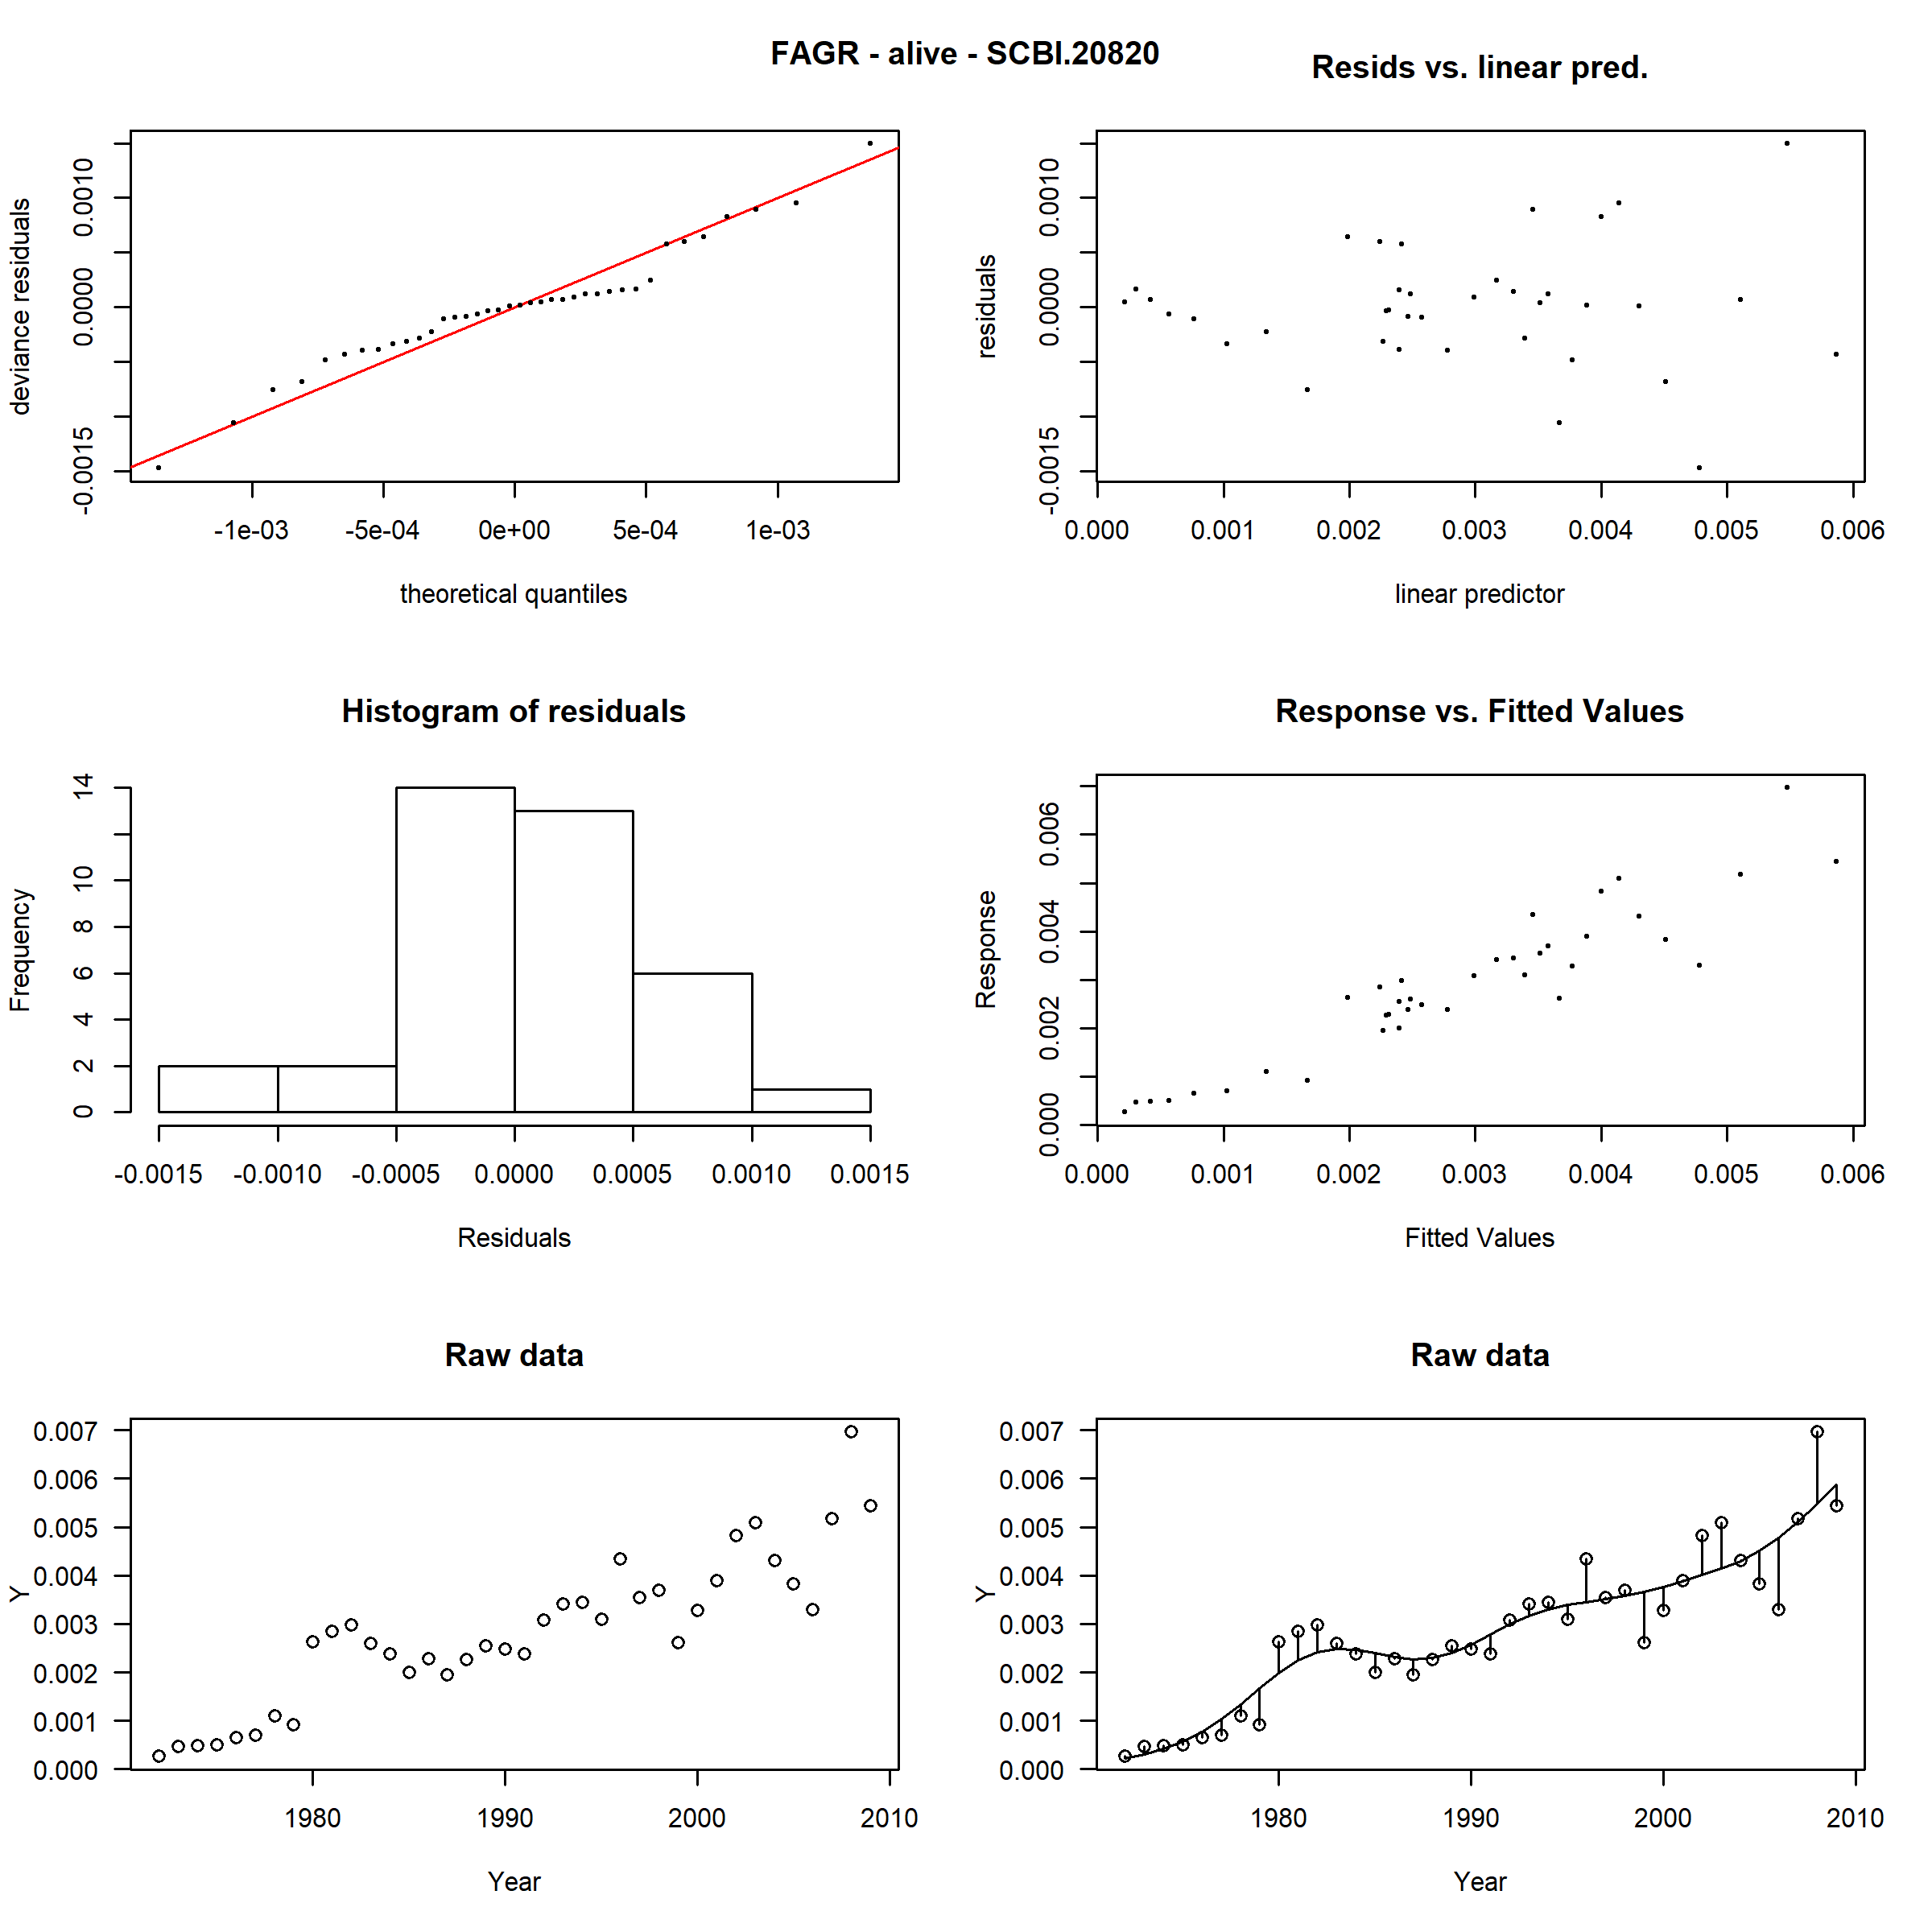 FAGR - alive - SCBI.20820
Resids vs. linear pred.
deviance residuals
-0.0015 0.0000 0.0010
-1e-03 -5e-04 0e+00 5e-04 1e-03
theoretical quantiles
residuals
-0.0015 0.0000 0.0010
0.000 0.001 0.002 0.003 0.004 0.005 0.006
linear predictor
Histogram of residuals
Frequency
0 2 4 6 8 10 14
-0.0015 -0.0010 -0.0005 0.0000 0.0005 0.0010 0.0015
Residuals
Response vs. Fitted Values
Response
0.000 0.002 0.004 0.006
0.000 0.001 0.002 0.003 0.004 0.005 0.006
Fitted Values
Raw data
Y
0.007
0.006
0.005
0.004
0.003
0.002
0.001
0.000
1980 1990 2000 2010
Year
Raw data
Y
0.007
0.006
0.005
0.004
0.003
0.002
0.001
0.000
1980 1990 2000 2010
Year